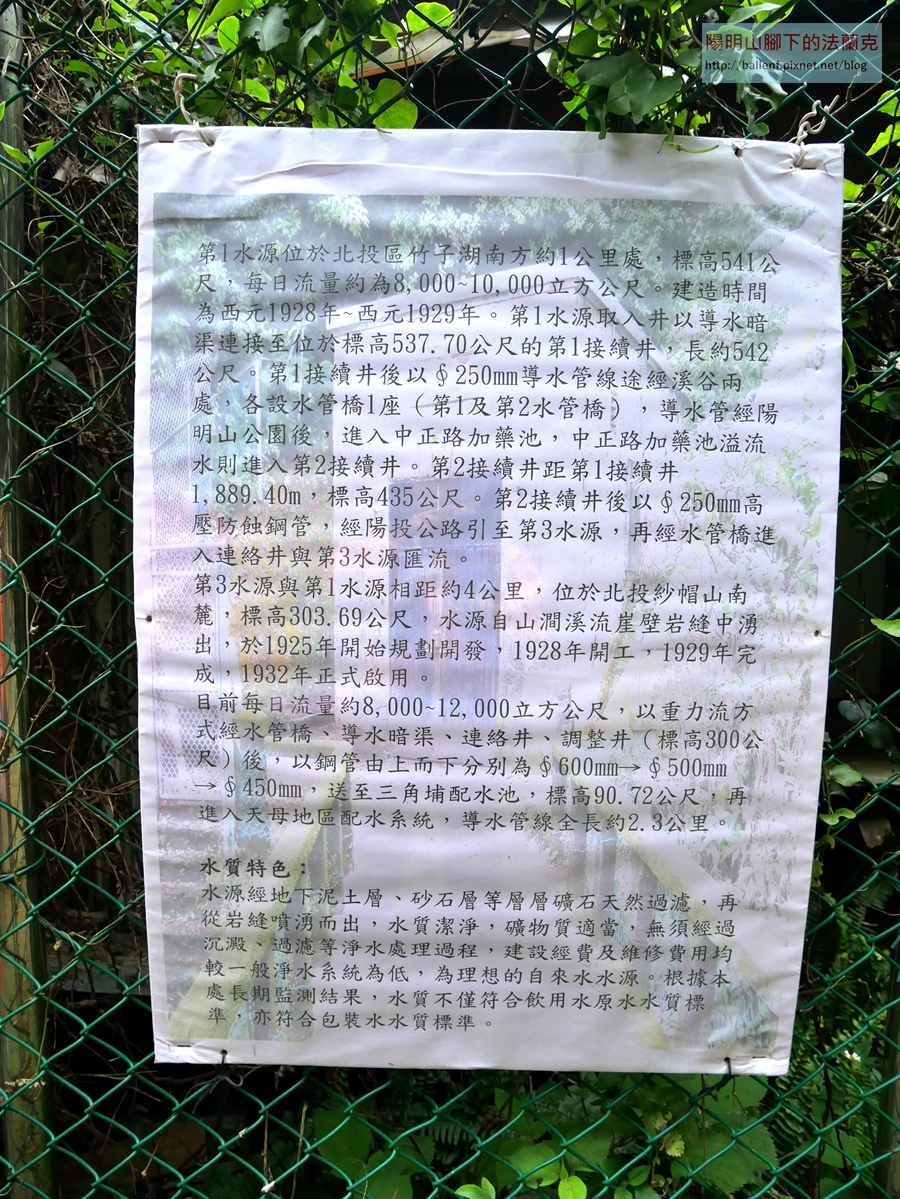 陽明山腳下的法蘭克
http://ballenf.pixnet.net/blog
第1水源位於北投區竹子湖南方約1公里處，標高541公
尺，每日流量約為8,000~10,000立方公尺。建造時間
為西元1928年~西元1929年。第1水源取入井以導水暗
渠連接至位於標高537.70公尺的第1接續井，長約542
公尺。第1接續井後以∮250mm導水管線途經溪谷兩
處，各設水管橋1座（第1及第2水管橋），導水管經陽
明山公園後，進入中正路加藥池，中正路加藥池溢流
水則進入第2接續井。第2接續井距第1接續井
1,889.40m，標高435公尺。第2接續井後以∮250mm高
壓防蝕鋼管，經陽投公路引至第3水源，再經水管橋進
入連絡井與第3水源匯流。
第3水源與第1水源相距約4公里，位於北投紗帽山南
麓，標高303.69公尺，水源自山澗溪流崖壁岩縫中湧
出，於1925年開始規劃開發，1928年開工，1929年完
成，1932年正式啟用。
目前每日流量約8,000~12,000立方公尺，以重力流方
式經水管橋、導水暗渠、連絡井、調整井（標高300公
尺）後，以鋼管由上而下分別為∮600mm→∮500mm
→∮450mm，送至三角埔配水池，標高90.72公尺，再
進入天母地區配水系統，導水管線全長約2.3公里。
水質特色：
水源經地下泥土層、砂石層等層層礦石天然過濾，再
從岩縫噴湧而出，水質潔淨，礦物質適當，無須經過
沉澱、過濾等淨水處理過程，建設經費及維修費用均
較一般淨水系統為低，為理想的自來水水源。根據本
處長期監測結果，水質不僅符合飲用水原水水質標
準，亦符合包裝水水質標準。